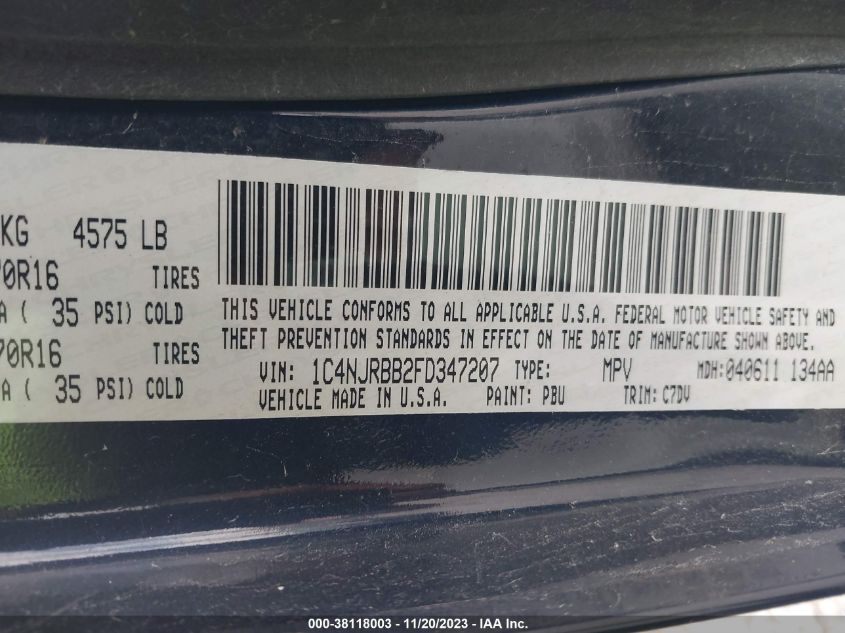 KG 4575 LB
70R16 TIRES
A ( 35 PSI) COLD
70R16 TIRES
A ( 35 PSI) COLD
THIS VEHICLE CONFORMS TO ALL APPLICABLE U.S.A. FEDERAL MOTOR VEHICLE SAFETY AND
THEFT PREVENTION STANDARDS IN EFFECT ON THE DATE OF MANUFACTURE SHOWN ABOVE.
VIN: 1C4NJRBB2FD347207 TYPE: MPV MDH:040611 134AA
VEHICLE MADE IN U.S.A. PAINT: PBU TRIM: C7DV
000-38118003 - 11/20/2023 - IAA Inc.